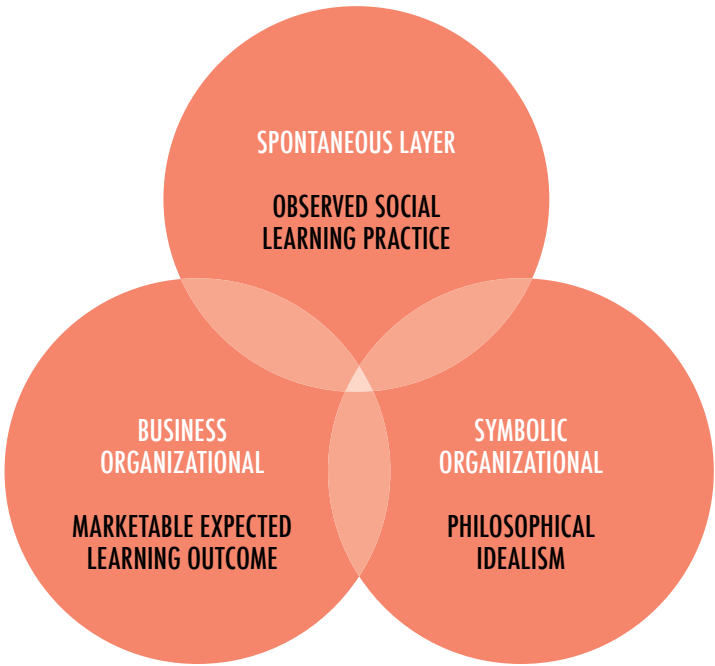 SPONTANEOUS LAYER
OBSERVED SOCIAL
LEARNING PRACTICE
BUSINESS
ORGANIZATIONAL
MARKETABLE EXPECTED
LEARNING OUTCOME
SYMBOLIC
ORGANIZATIONAL
PHILOSOPHICAL
IDEALISM